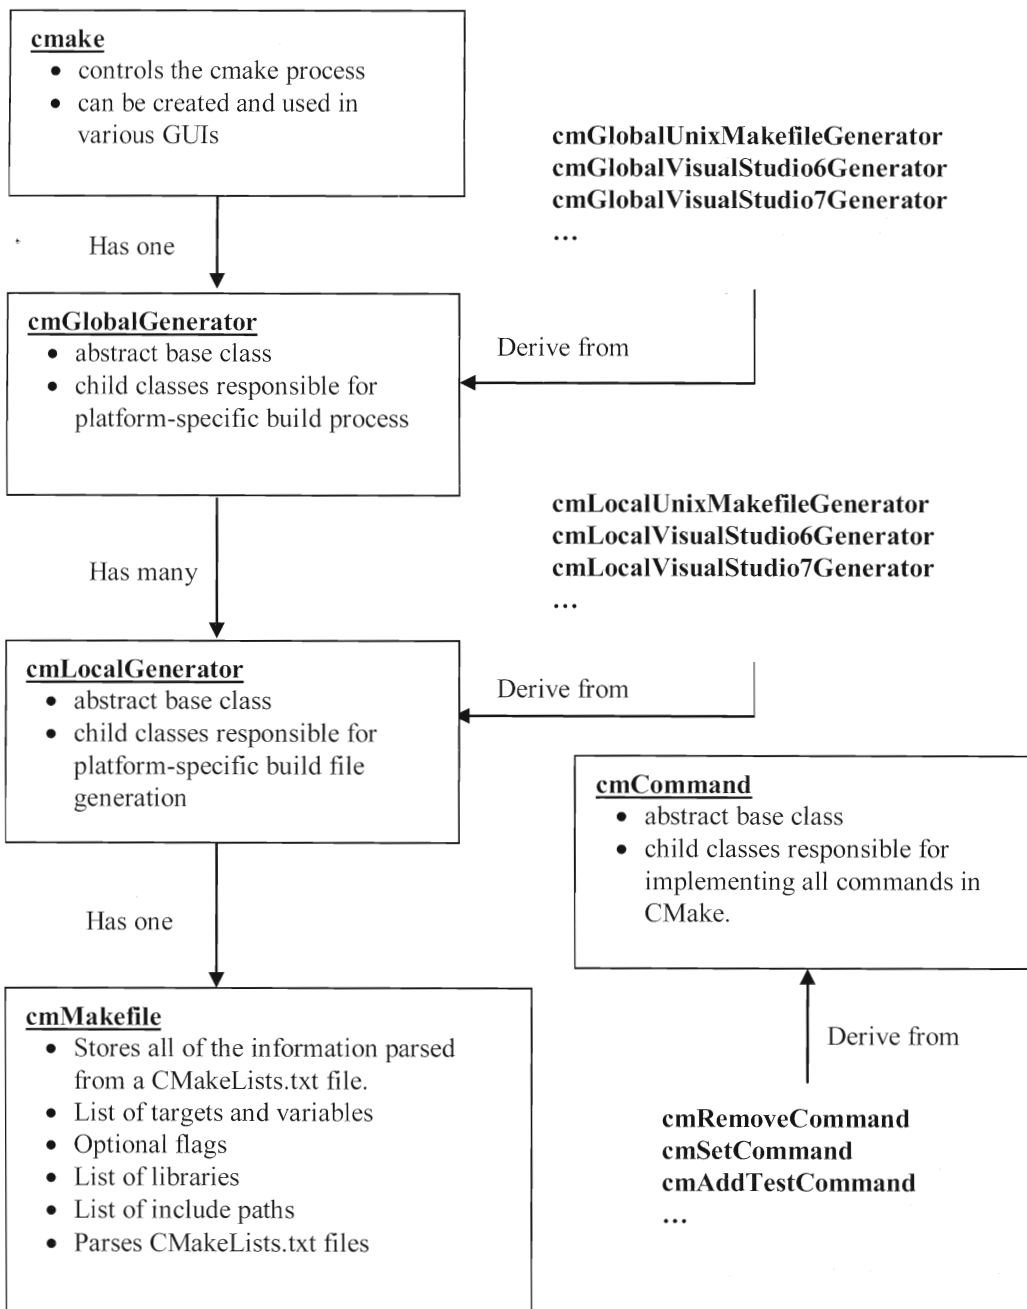 cmake
• controls the cmake process
• can be created and used in
various GUIs
cmGlobalUnixMakefileGenerator
cmGlobalVisualStudio6Generator
cmGlobalVisualStudio7Generator
…
Has one
cmGlobalGenerator
• abstract base class
• child classes responsible for
platform-specific build process
Derive from
cmLocalUnixMakefileGenerator
cmLocalVisualStudio6Generator
cmLocalVisualStudio7Generator
…
Has many
cmLocalGenerator
• abstract base class
• child classes responsible for
platform-specific build file
generation
Derive from
cmCommand
• abstract base class
• child classes responsible for
implementing all commands in
CMake.
Has one
cmMakefile
• Stores all of the information parsed
from a CMakeLists.txt file.
• List of targets and variables
• Optional flags
• List of libraries
• List of include paths
• Parses CMakeLists.txt files
Derive from
cmRemoveCommand
cmSetCommand
cmAddTestCommand
…